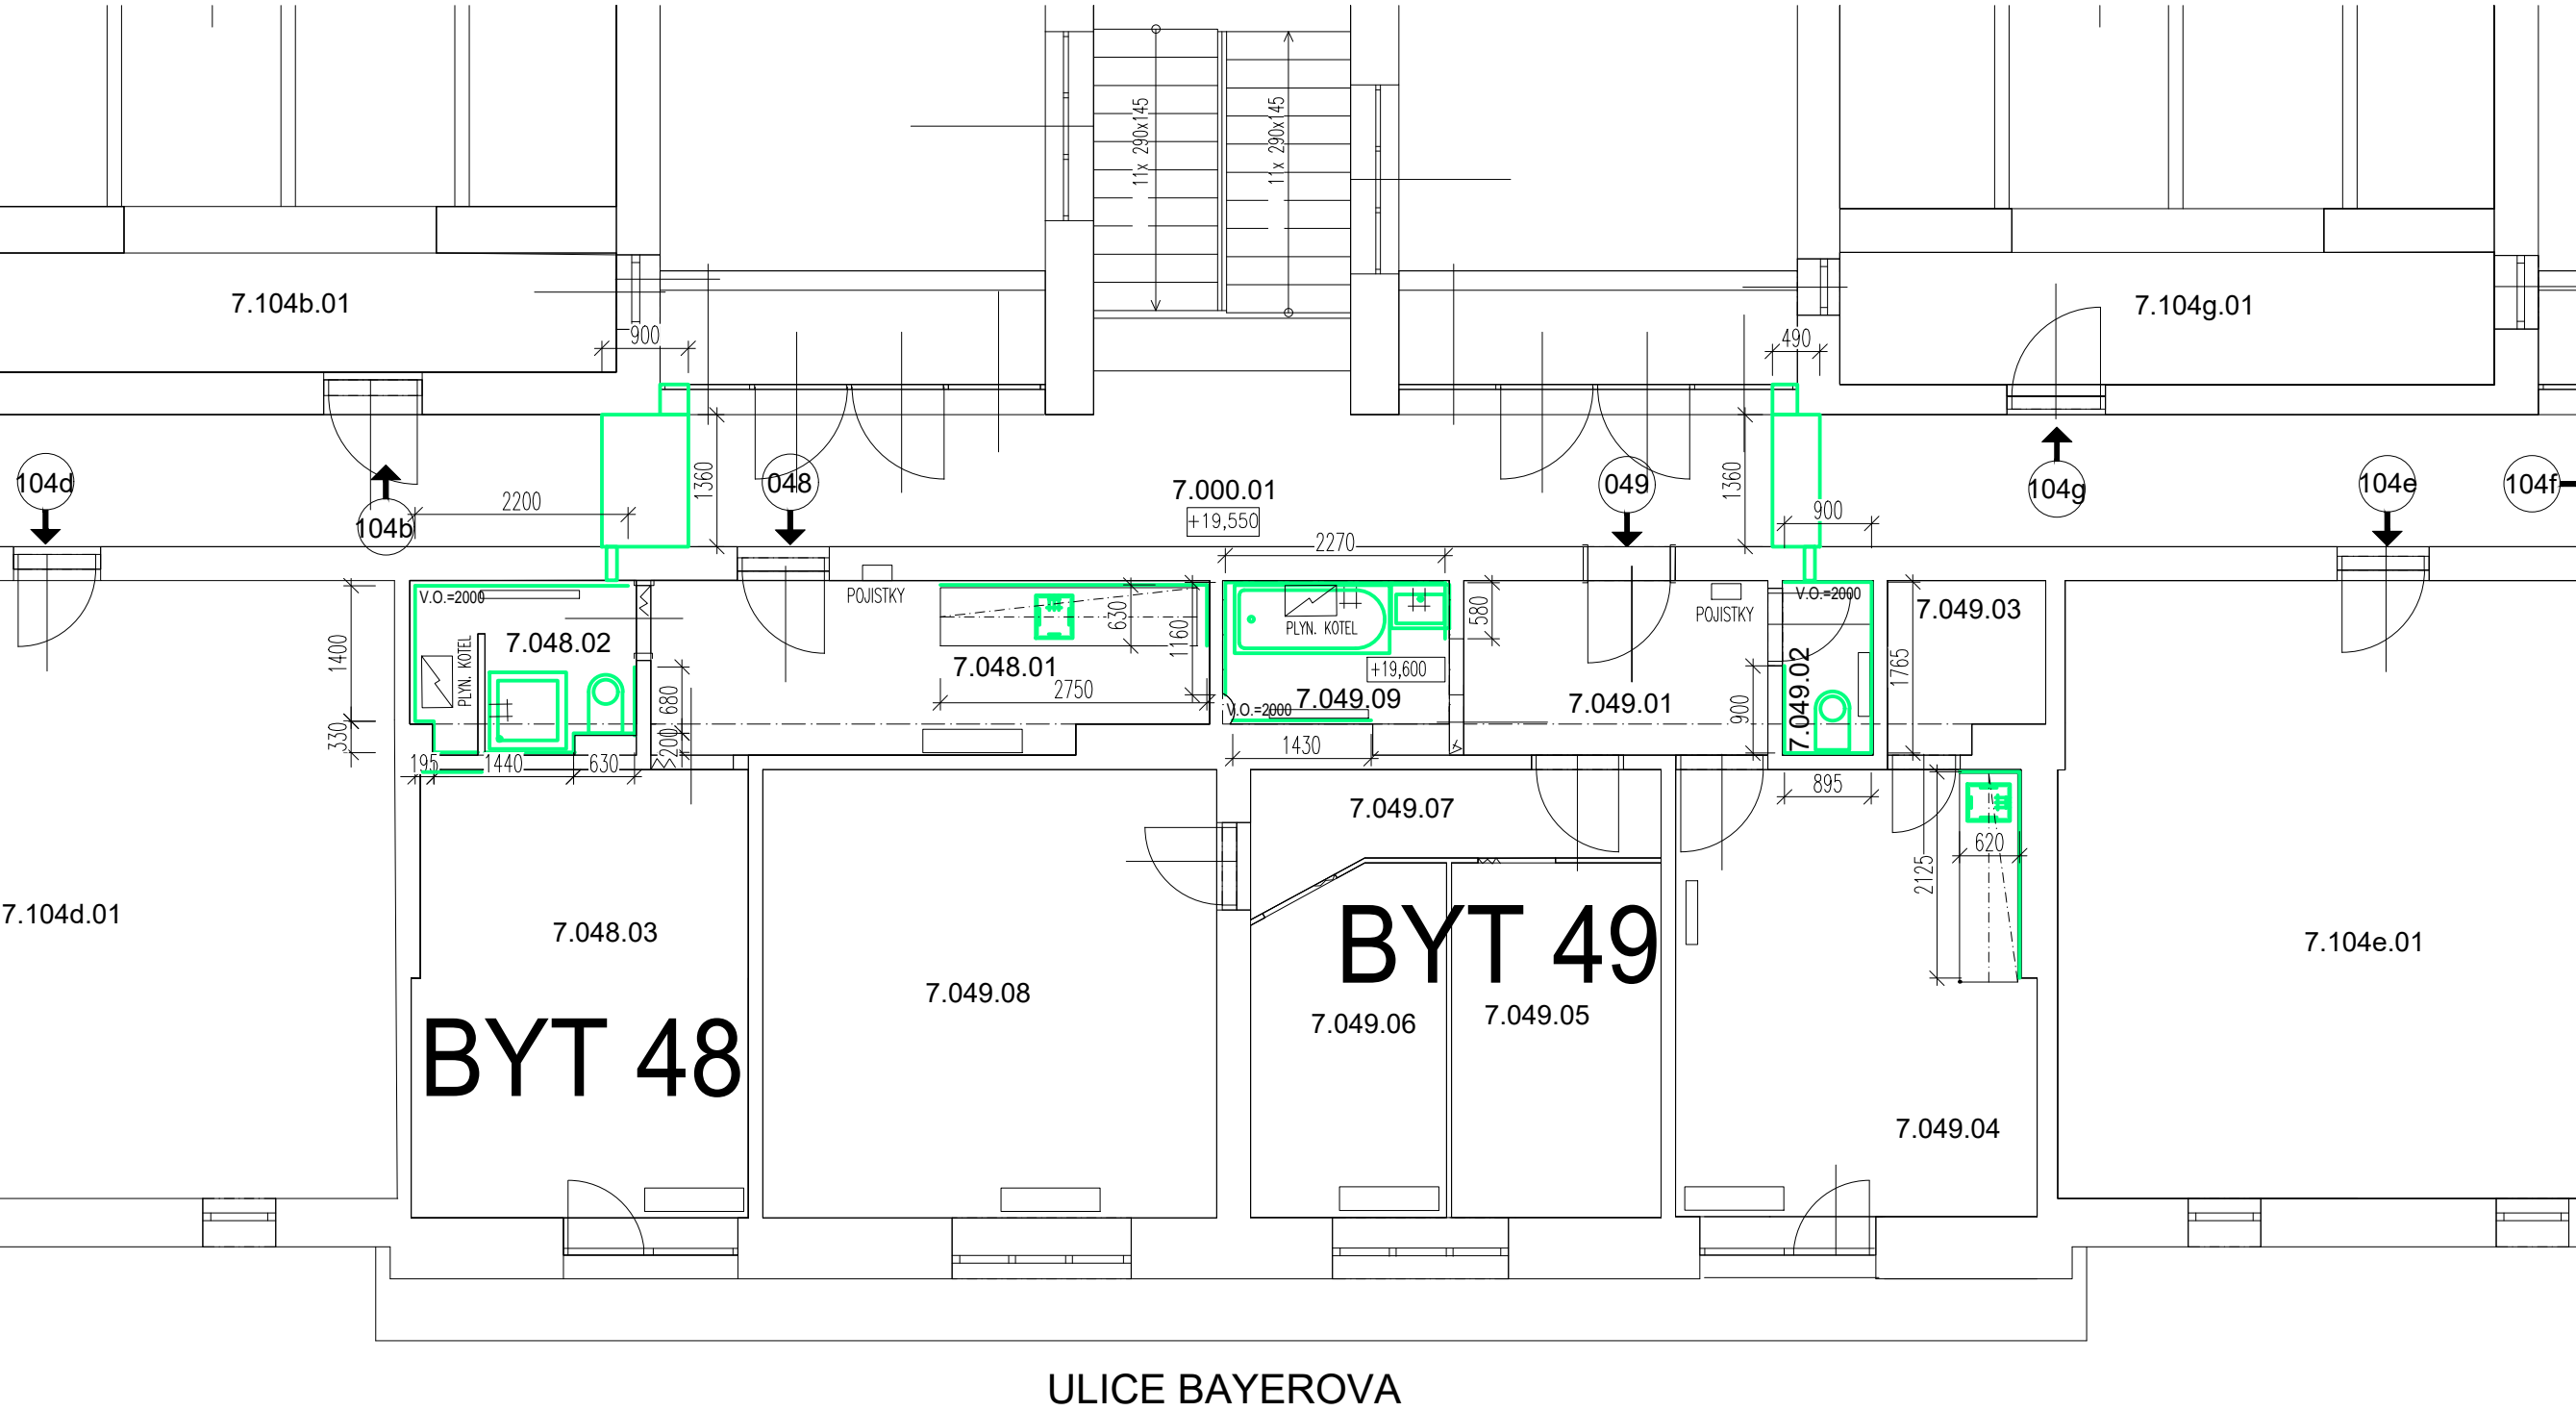 11x 290x145
11x 290x145
7.104b.01
7.104g.01
900
490
104d
104b
2200
1360
048
7.000.01
+19,550
049
1360
104g
900
104e
104f
2270
V.O.=2000
POJISTKY
630
1160
580
POJISTKY
V.O.=2000
7.049.03
1400
PLYN. KOTEL
7.048.02
7.048.01
PLYN. KOTEL
+19,600
7.049.09
V.O.=2000
7.049.01
7.049.02
1765
680
2750
900
330
200
1430
195
1440
630
895
7.049.07
620
2125
7.104d.01
7.048.03
7.049.08
BYT 49
7.104e.01
7.049.06
7.049.05
BYT 48
7.049.04
ULICE BAYEROVA